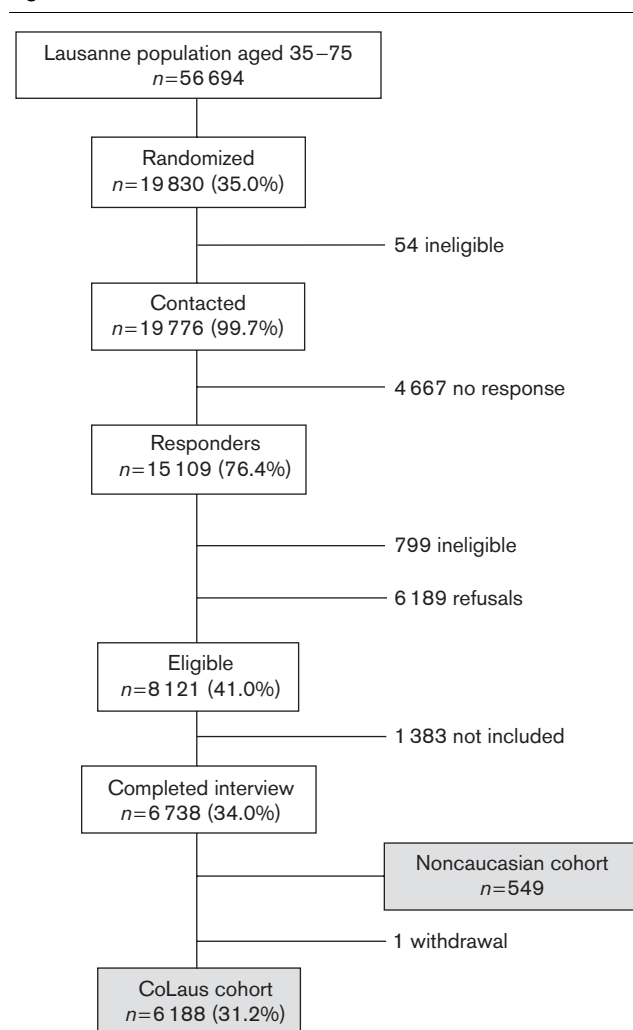 Lausanne population aged 35–75
n=56 694
Randomized
n=19 830 (35.0%)
54 ineligible
Contacted
n=19 776 (99.7%)
4 667 no response
Responders
n=15 109 (76.4%)
799 ineligible
6 189 refusals
Eligible
n=8 121 (41.0%)
1 383 not included
Completed interview
n=6 738 (34.0%)
Noncaucasian cohort
n=549
1 withdrawal
CoLaus cohort
n=6 188 (31.2%)